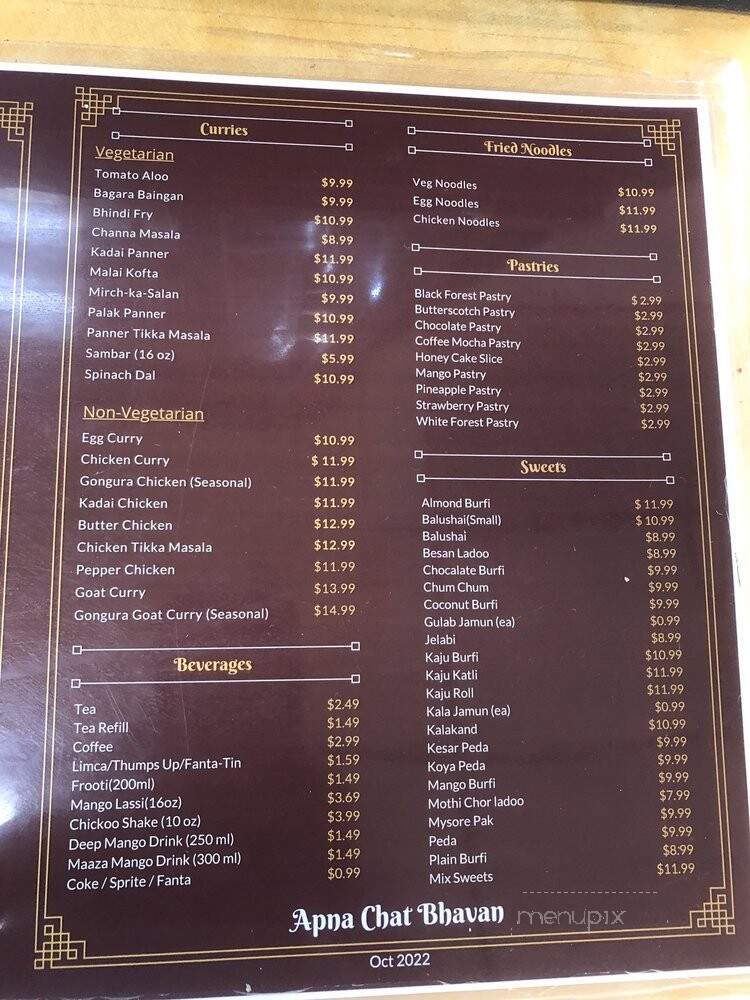 Curries
Vegetarian
Tomato Aloo $9.99
Bagara Baingan $9.99
Bhindi Fry $10.99
Channa Masala $8.99
Kadai Panner $11.99
Malai Kofta $10.99
Mirch-ka-Salan $9.99
Palak Panner $10.99
Panner Tikka Masala $11.99
Sambar (16 oz) $5.99
Spinach Dal $10.99
Non-Vegetarian
Egg Curry $10.99
Chicken Curry $ 11.99
Gongura Chicken (Seasonal) $11.99
Kadai Chicken $11.99
Butter Chicken $12.99
Chicken Tikka Masala $12.99
Pepper Chicken $11.99
Goat Curry $13.99
Gongura Goat Curry (Seasonal) $14.99
Beverages
Tea $2.49
Tea Refill $1.49
Coffee $2.99
Limca/Thumps Up/Fanta-Tin $1.59
Frooti(200ml) $1.49
Mango Lassi(16oz) $3.69
Chickoo Shake (10 oz) $3.99
Deep Mango Drink (250 ml) $1.49
Maaza Mango Drink (300 ml) $1.49
Coke / Sprite / Fanta $0.99
Fried Noodles
Veg Noodles $10.99
Egg Noodles $11.99
Chicken Noodles $11.99
Pastries
Black Forest Pastry $ 2.99
Butterscotch Pastry $2.99
Chocolate Pastry $2.99
Coffee Mocha Pastry $2.99
Honey Cake Slice $2.99
Mango Pastry $2.99
Pineapple Pastry $2.99
Strawberry Pastry $2.99
White Forest Pastry $2.99
Sweets
Almond Burfi $ 11.99
Balushai(Small) $ 10.99
Balushai $8.99
Besan Ladoo $8.99
Chocalate Burfi $9.99
Chum Chum $9.99
Coconut Burfi $9.99
Gulab Jamun (ea) $0.99
Jelabi $8.99
Kaju Burfi $10.99
Kaju Katli $11.99
Kaju Roll $11.99
Kala Jamun (ea) $0.99
Kalakand $10.99
Kesar Peda $9.99
Koya Peda $9.99
Mango Burfi $9.99
Mothi Chor ladoo $7.99
Mysore Pak $9.99
Peda $9.99
Plain Burfi $8.99
Mix Sweets $11.99
Apna Chat Bhavan
menupix
Oct 2022